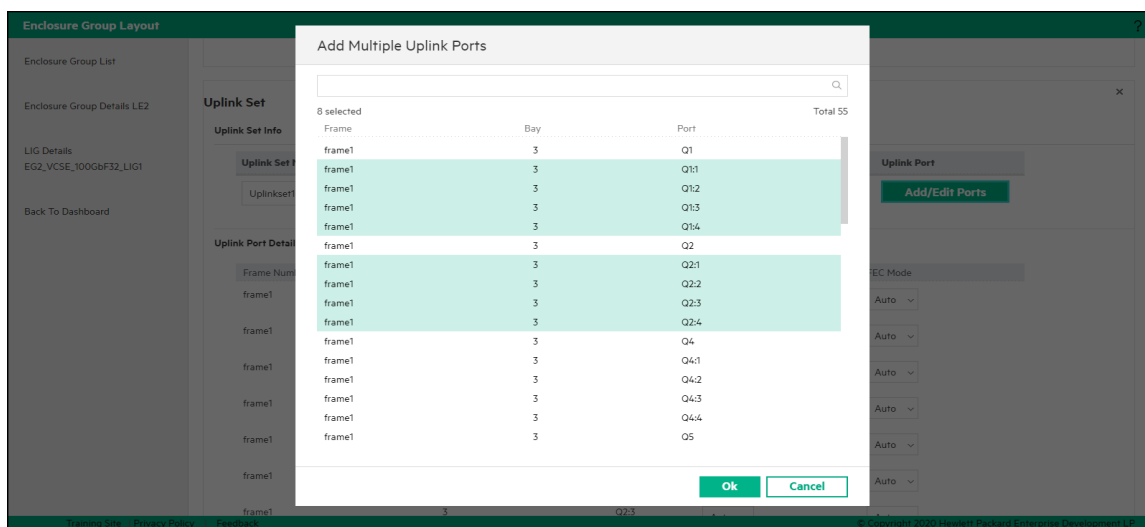 Enclosure Group Layout
?
Enclosure Group List
Enclosure Group Details LE2
LIG Details
EG2_VCSE_100GbF32_LIG1
Back To Dashboard
Uplink Set
Uplink Set Info
Uplink Set
Uplinkset1
Uplink Port
Add/Edit Ports
Uplink Port Detail
Frame Num
FEC Mode
frame1 Auto
frame1 Auto
frame1 Auto
frame1 Auto
frame1 Auto
frame1 Auto
frame1 3 Q2:3
Add Multiple Uplink Ports
8 selected Total 55
Frame Bay Port
frame1 3 Q1
frame1 3 Q1:1
frame1 3 Q1:2
frame1 3 Q1:3
frame1 3 Q1:4
frame1 3 Q2
frame1 3 Q2:1
frame1 3 Q2:2
frame1 3 Q2:3
frame1 3 Q2:4
frame1 3 Q4
frame1 3 Q4:1
frame1 3 Q4:2
frame1 3 Q4:3
frame1 3 Q4:4
frame1 3 Q5
Ok Cancel
Training Site Privacy Policy Feedback
© Copyright 2020 Hewlett Packard Enterprise Development LP